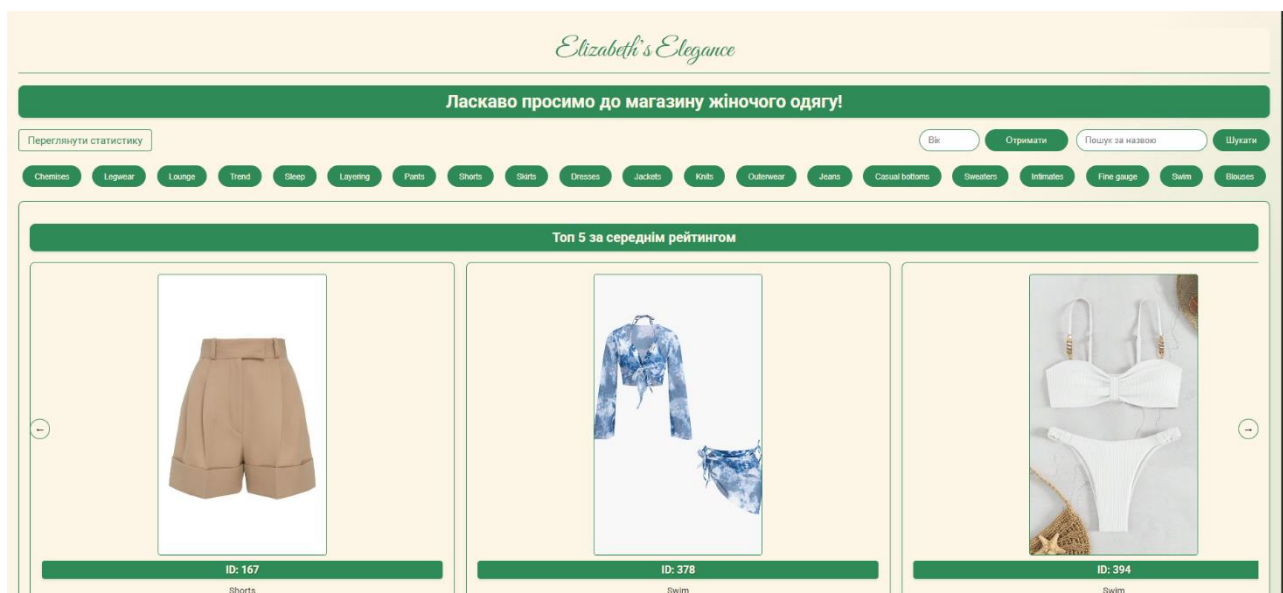 Elizabeth's Elegance
Ласкаво просимо до магазину жіночого одягу!
Переглянути статистику Вік Отримати Пошук за назвою Шукати
Chemises Legwear Lounge Trend Sleep Layering Pants Shorts Skirts Dresses Jackets Knits Outerwear Jeans Casual bottoms Sweaters Intimates Fine gauge Swim Blouses
Топ 5 за середнім рейтингом
← →
ID: 167 ID: 378 ID: 394
Shorts Swim Swim